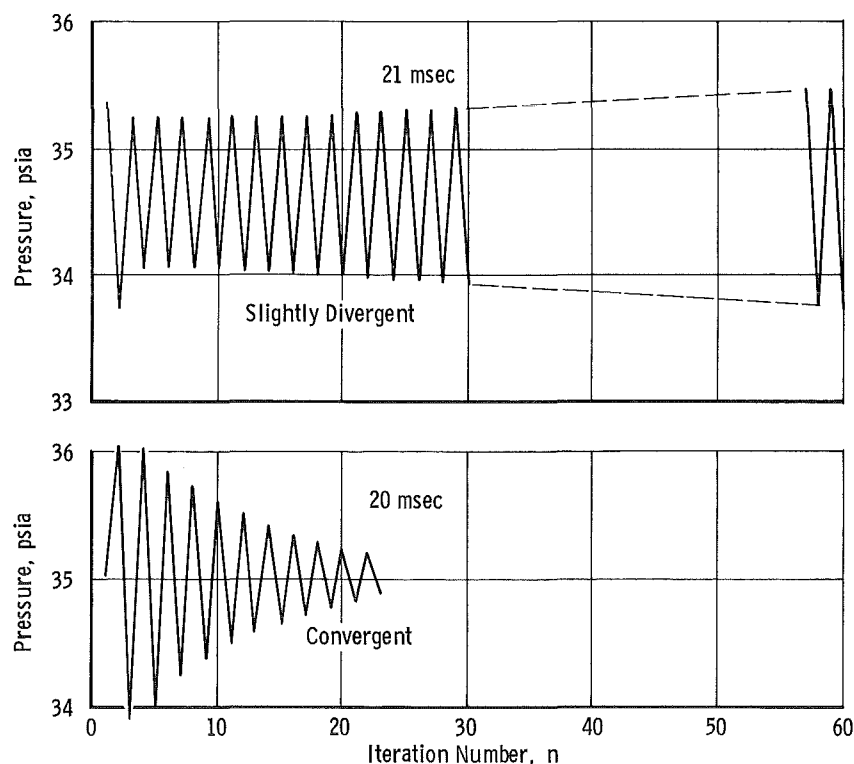 36
21 msec
35
Pressure, psia
34
Slightly Divergent
33
36
20 msec
Pressure, psia
35
Convergent
34
0
10
20
30
40
50
60
Iteration Number, n